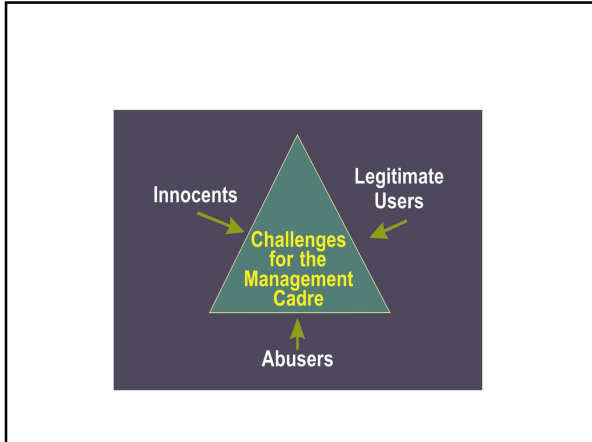 Innocents
Legitimate
Users
Challenges
for the
Management
Cadre
Abusers